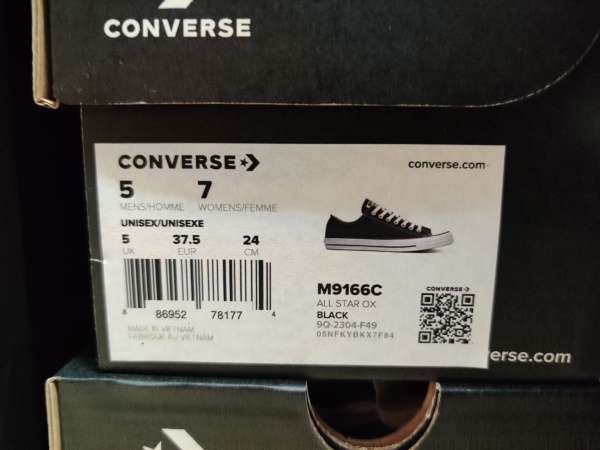 CONVERSE
CONVERSE
converse.com
5 7
MENS/HOMME WOMENS/FEMME
UNISEX/UNISEXE
5 37.5 24
UK EUR CM
8 86952 78177 4
M9166C
ALL STAR OX
BLACK
9Q-2304-F49
05NFKYBKX7F84
CONVERSE
MADE IN VIETNAM
FABRIQUÉ AU VIETNAM
verse.com